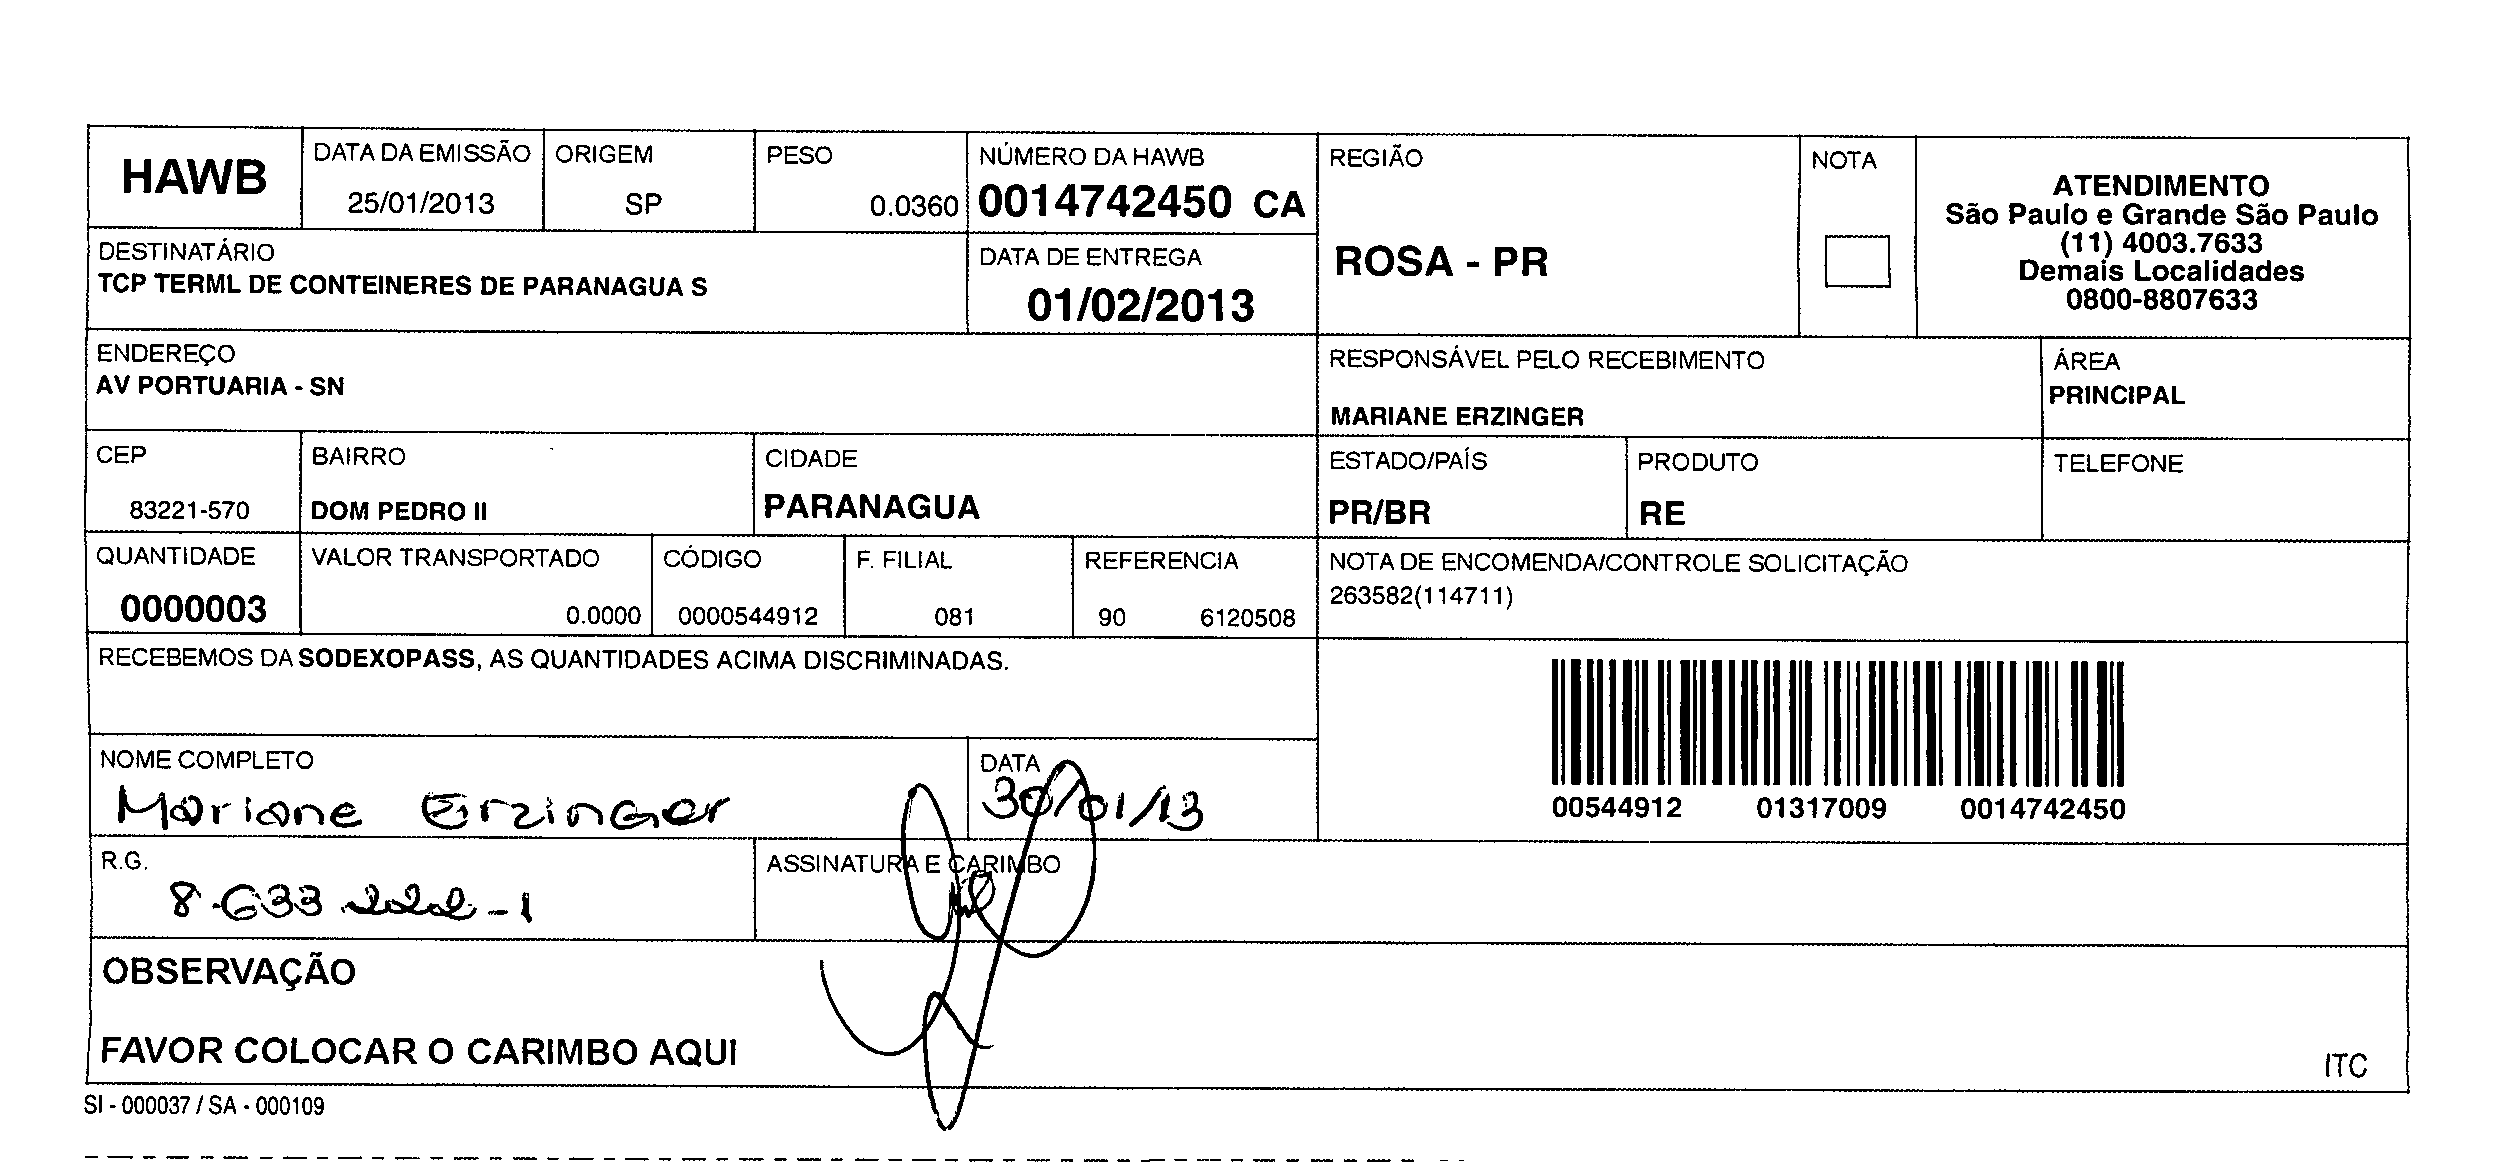 HAWB
DATA DA EMISSÃO
25/01/2013
ORIGEM
SP
PESO
0.0360
NÚMERO DA HAWB
0014742450 CA
REGIÃO
ROSA - PR
NOTA
ATENDIMENTO
São Paulo e Grande São Paulo
(11) 4003.7633
Demais Localidades
0800-8807633
DESTINATÁRIO
TCP TERML DE CONTEINERES DE PARANAGUA S
DATA DE ENTREGA
01/02/2013
ENDEREÇO
AV PORTUARIA - SN
RESPONSÁVEL PELO RECEBIMENTO
MARIANE ERZINGER
ÁREA
PRINCIPAL
CEP
83221-570
BAIRRO
DOM PEDRO II
CIDADE
PARANAGUA
ESTADO/PAÍS
PR/BR
PRODUTO
RE
TELEFONE
QUANTIDADE
0000003
VALOR TRANSPORTADO
0.0000
CÓDIGO
0000544912
F. FILIAL
081
REFERENCIA
90 6120508
NOTA DE ENCOMENDA/CONTROLE SOLICITAÇÃO
263582(114711)
RECEBEMOS DA SODEXOPASS, AS QUANTIDADES ACIMA DISCRIMINADAS.
00544912 01317009 0014742450
NOME COMPLETO
Mariane Erzinger
DATA
30/01/13
R.G.
8.633.222-1
ASSINATURA E CARIMBO
OBSERVAÇÃO
FAVOR COLOCAR O CARIMBO AQUI
ITC
SI - 000037 / SA - 000109